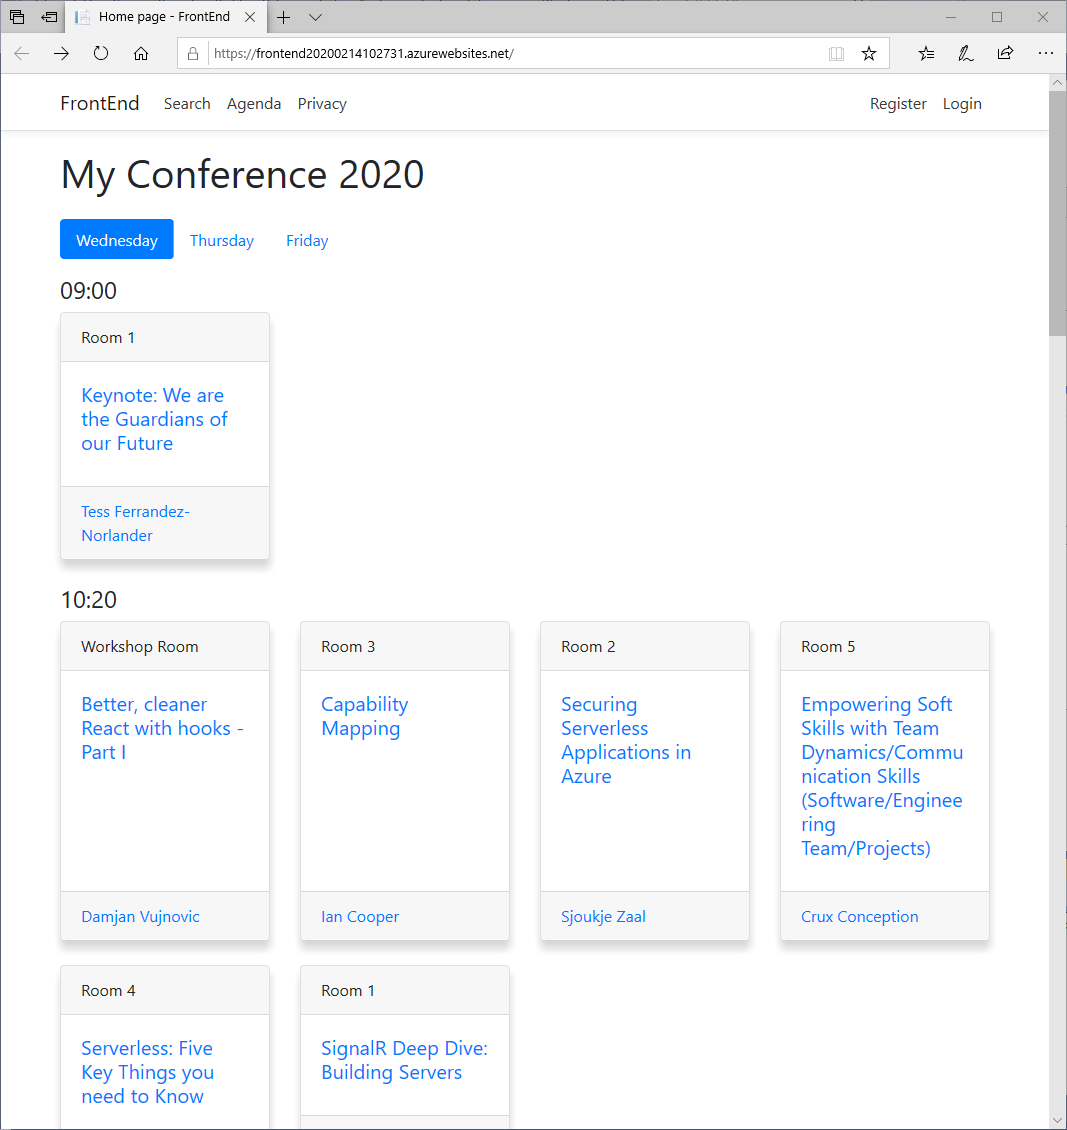 Home page - FrontEnd
https://frontend20200214102731.azurewebsites.net/
FrontEnd Search Agenda Privacy Register Login
My Conference 2020
Wednesday Thursday Friday
09:00
Room 1
Keynote: We are
the Guardians of
our Future
Tess Ferrandez-
Norlander
10:20
Workshop Room
Better, cleaner
React with hooks -
Part I
Damjan Vujnovic
Room 3
Capability
Mapping
Ian Cooper
Room 2
Securing
Serverless
Applications in
Azure
Sjoukje Zaal
Room 5
Empowering Soft
Skills with Team
Dynamics/Commu
nication Skills
(Software/Enginee
ring
Team/Projects)
Crux Conception
Room 4
Serverless: Five
Key Things you
need to Know
Room 1
SignalR Deep Dive:
Building Servers